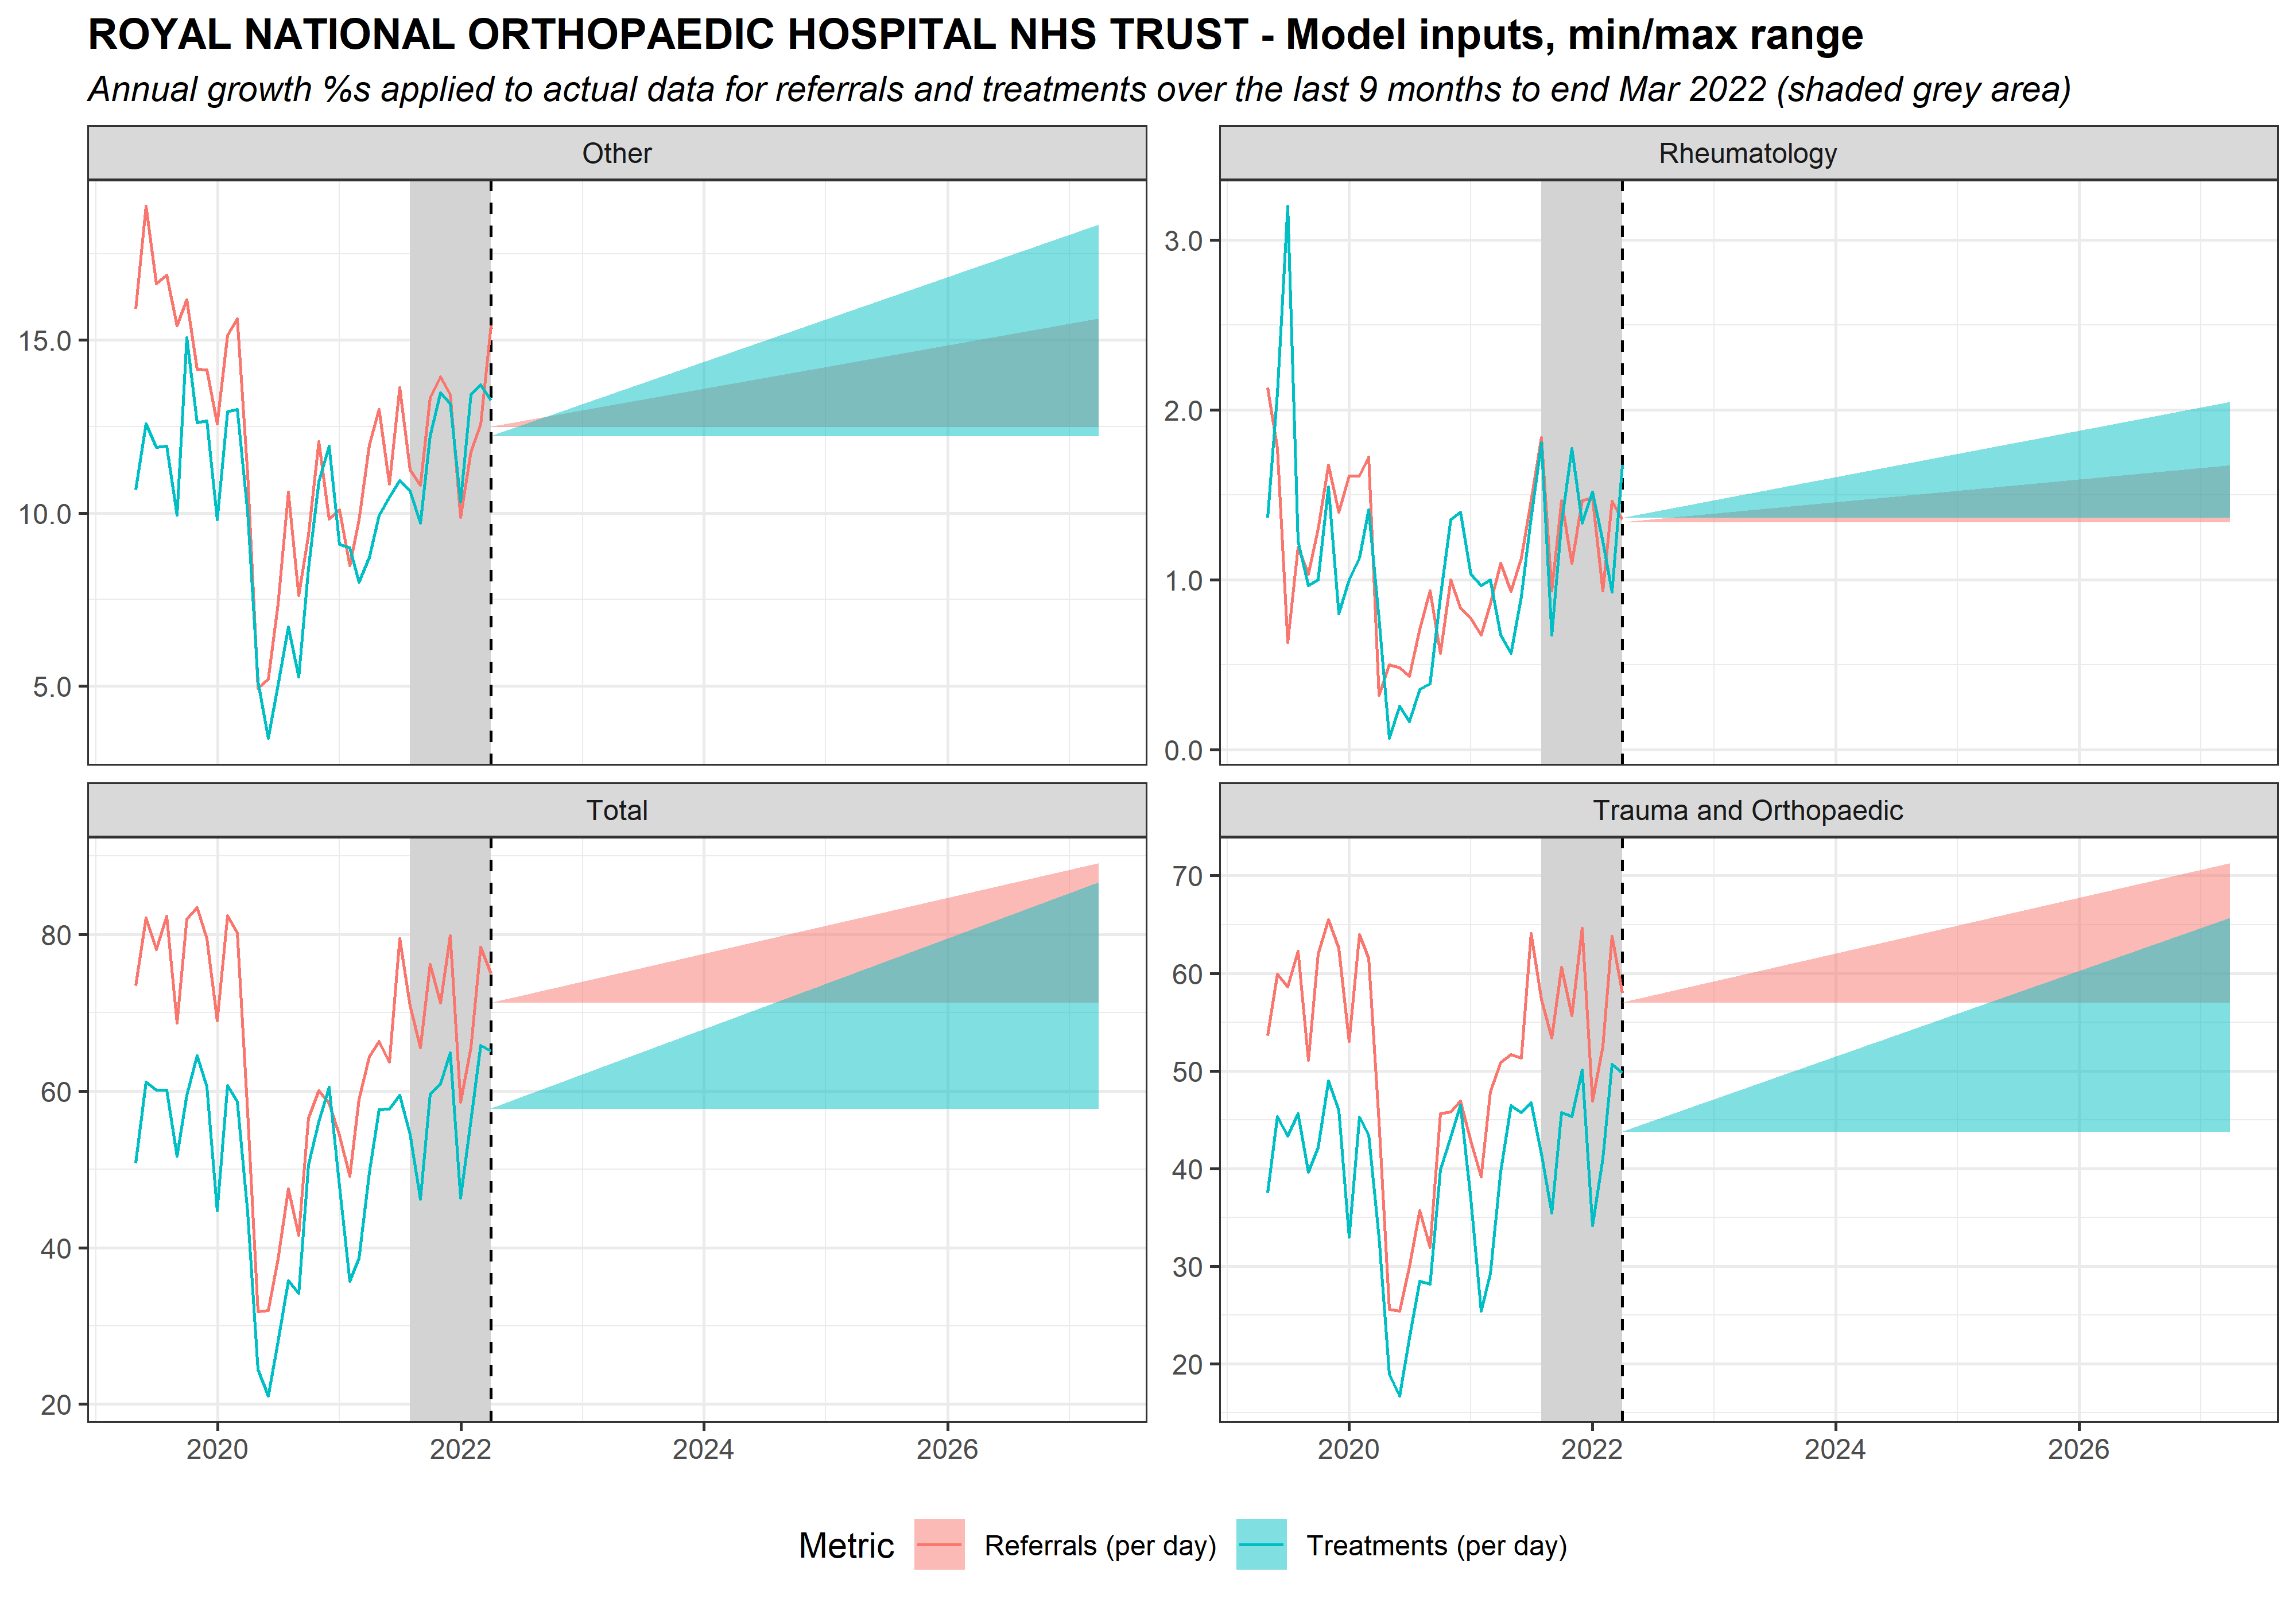 ROYAL NATIONAL ORTHOPAEDIC HOSPITAL NHS TRUST - Model inputs, min/max range
Annual growth %s applied to actual data for referrals and treatments over the last 9 months to end Mar 2022 (shaded grey area)
Other
15.0
10.0
5.0
Rheumatology
3.0
2.0
1.0
0.0
Total
80
60
40
20
2020 2022 2024 2026
Trauma and Orthopaedic
70
60
50
40
30
20
2020 2022 2024 2026
Metric Referrals (per day) Treatments (per day)